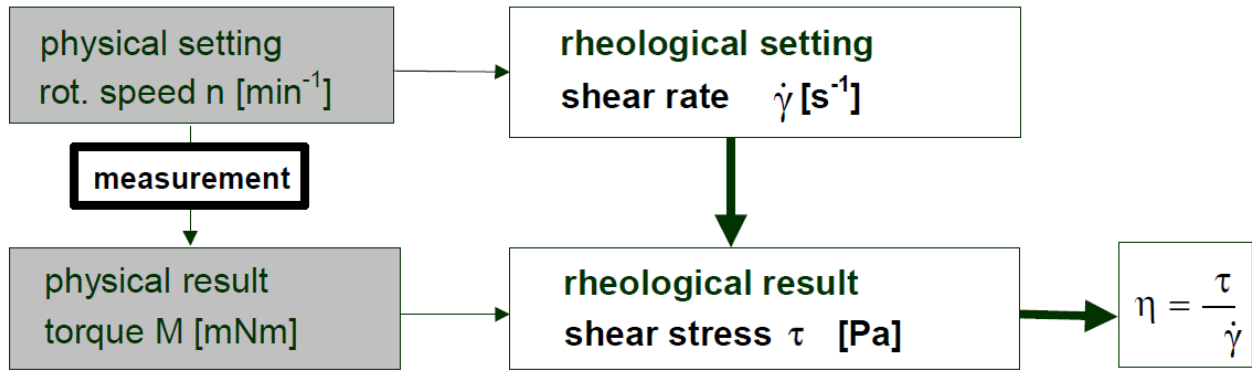 physical setting
rot. speed n [min⁻¹]
rheological setting
shear rate γ̇ [s⁻¹]
measurement
physical result
torque M [mNm]
rheological result
shear stress τ [Pa]
η = τ / γ̇